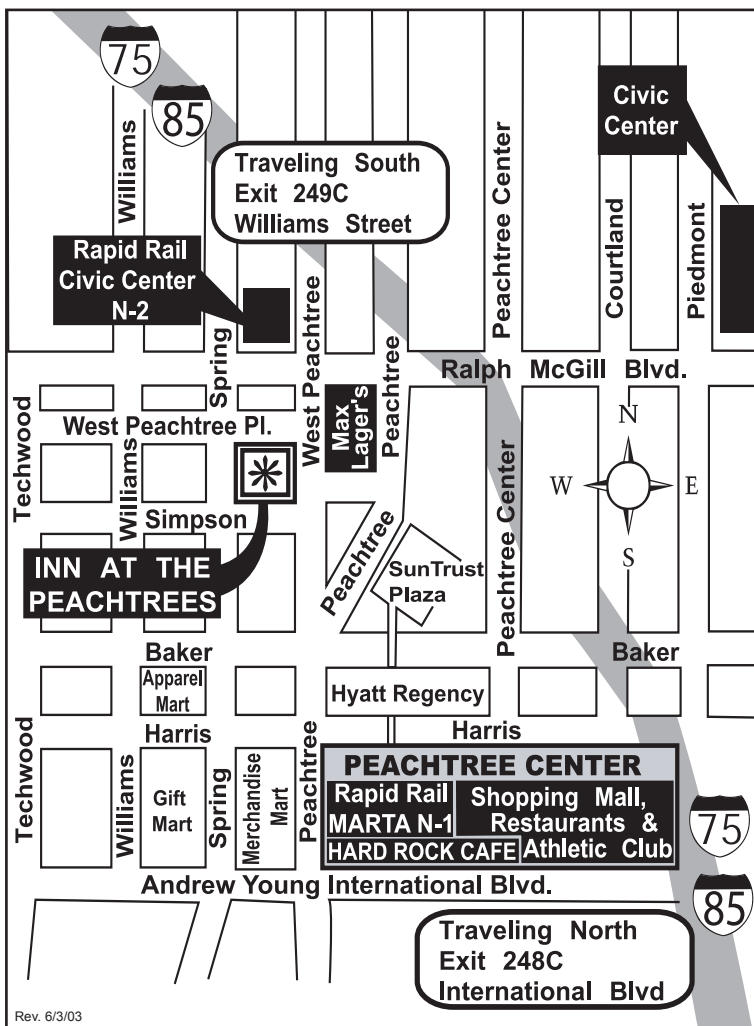 75
85
Civic
Center
Traveling South
Exit 249C
Williams Street
Williams
Peachtree Center
Courtland
Piedmont
Rapid Rail
Civic Center
N-2
Spring
West Peachtree
Peachtree
Ralph McGill Blvd.
West Peachtree Pl.
Max
Lager's
Techwood
Williams
Simpson
N
W
E
S
INN AT THE
PEACHTREES
Peachtree
SunTrust
Plaza
Peachtree Center
Baker
Baker
Apparel
Mart
Hyatt Regency
Harris
Harris
Techwood
Williams
Gift
Mart
Spring
Merchandise
Mart
Peachtree
PEACHTREE CENTER
Rapid Rail
MARTA N-1
HARD ROCK CAFE
Shopping Mall,
Restaurants &
Athletic Club
75
85
Andrew Young International Blvd.
Traveling North
Exit 248C
International Blvd
Rev. 6/3/03